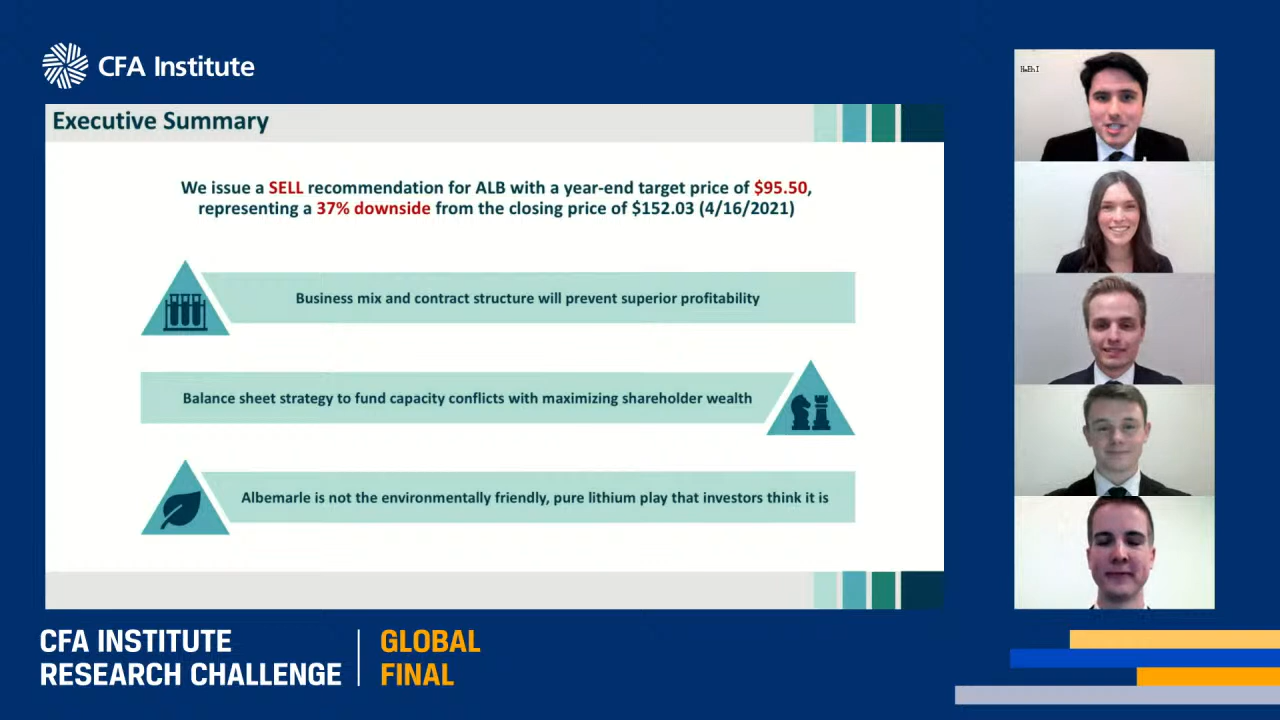 CFA Institute
Executive Summary
We issue a SELL recommendation for ALB with a year-end target price of $95.50,
representing a 37% downside from the closing price of $152.03 (4/16/2021)
Business mix and contract structure will prevent superior profitability
Balance sheet strategy to fund capacity conflicts with maximizing shareholder wealth
Albemarle is not the environmentally friendly, pure lithium play that investors think it is
CFA INSTITUTE
RESEARCH CHALLENGE
GLOBAL
FINAL